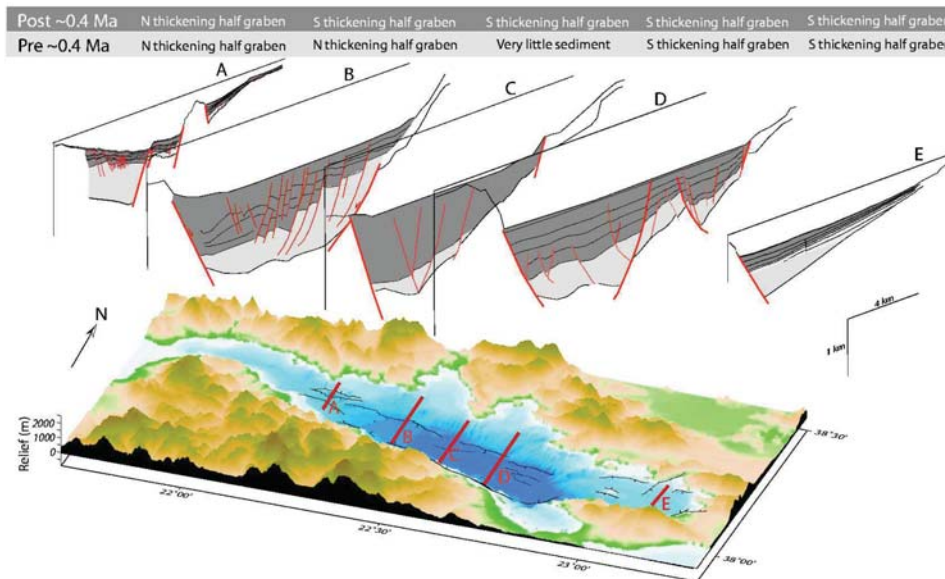 Post ~0.4 Ma N thickening half graben S thickening half graben S thickening half graben S thickening half graben S thickening half graben
Pre ~0.4 Ma N thickening half graben N thickening half graben Very little sediment S thickening half graben S thickening half graben
A
B
C
D
E
4 km
1 km
N
A
B
C
D
E
Relief (m)
2000
1000
0
22°00'
22°30'
23°00'
38°30'
38°00'